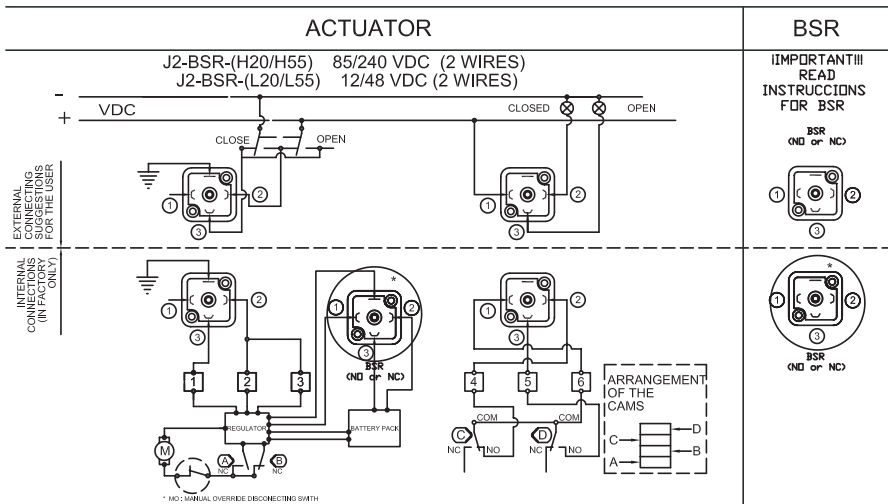 ACTUATOR
BSR
J2-BSR-(H20/H55) 85/240 VDC (2 WIRES)
J2-BSR-(L20/L55) 12/48 VDC (2 WIRES)
¡IMPORTANT!!!
READ
INSTRUCCIONS
FOR BSR
-
+
VDC
CLOSED
OPEN
CLOSE
OPEN
BSR
(NO or NC)
EXTERNAL
CONNECTING
SUGGESTIONS
FOR THE USER
1
2
3
1
2
3
1
2
3
INTERNAL
CONNECTIONS
(IN FACTORY
ONLY)
1
2
3
*
1
2
3
BSR
(NO or NC)
1
2
3
*
1
2
3
BSR
(NO or NC)
1
2
3
4
5
6
REGULATOR
BATTERY PACK
COM
COM
C
D
NC
NO
NC
NO
ARRANGEMENT
OF THE
CAMS
D
C
B
A
M
A
NC
B
NC
* MO: MANUAL OVERRIDE DISCONECTING SWITH